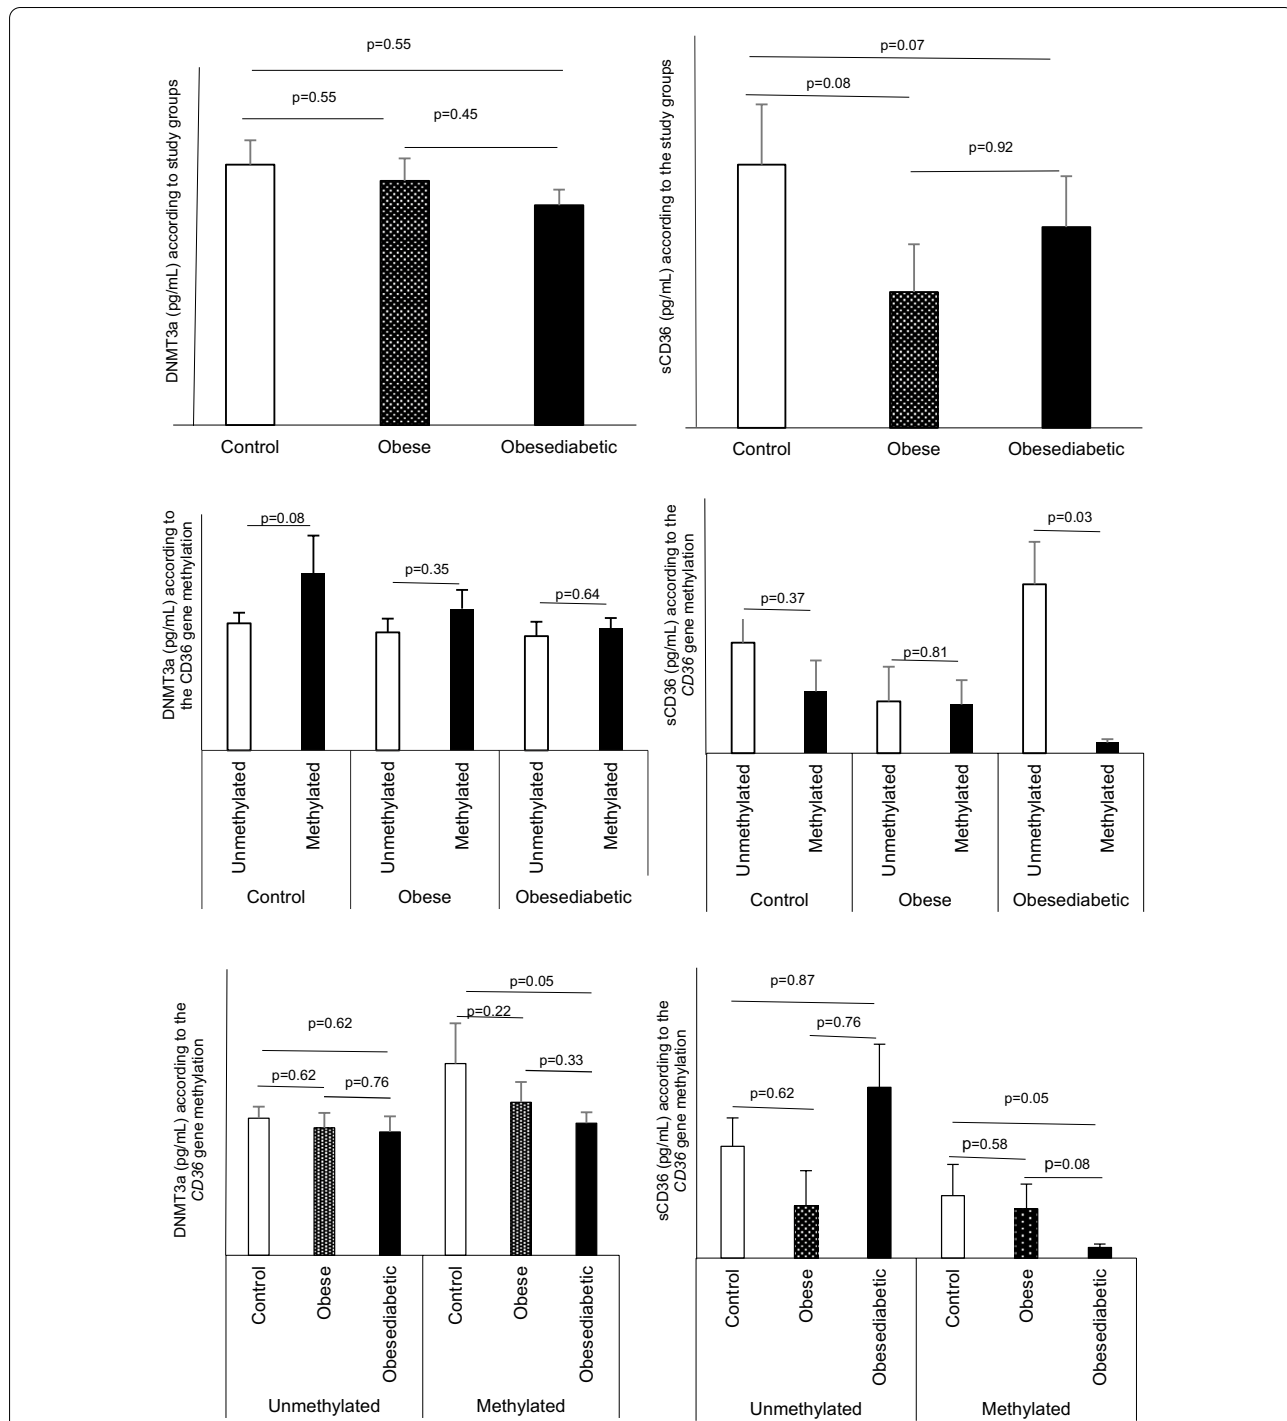 DNMT3a (pg/mL) according to study groups
p=0.55
p=0.55
p=0.45
Control
Obese
Obesediabetic
sCD36 (pg/mL) according to the study groups
p=0.07
p=0.08
p=0.92
Control
Obese
Obesediabetic
DNMT3a (pg/mL) according to
the CD36 gene methylation
p=0.08
p=0.35
p=0.64
Unmethylated
Methylated
Unmethylated
Methylated
Unmethylated
Methylated
Control
Obese
Obesediabetic
sCD36 (pg/mL) according to the
CD36 gene methylation
p=0.37
p=0.81
p=0.03
Unmethylated
Methylated
Unmethylated
Methylated
Unmethylated
Methylated
Control
Obese
Obesediabetic
DNMT3a (pg/mL) according to the
CD36 gene methylation
p=0.62
p=0.62
p=0.76
p=0.05
p=0.22
p=0.33
Control
Obese
Obesediabetic
Control
Obese
Obesediabetic
Unmethylated
Methylated
sCD36 (pg/mL) according to the
CD36 gene methylation
p=0.87
p=0.76
p=0.62
p=0.05
p=0.58
p=0.08
Control
Obese
Obesediabetic
Control
Obese
Obesediabetic
Unmethylated
Methylated